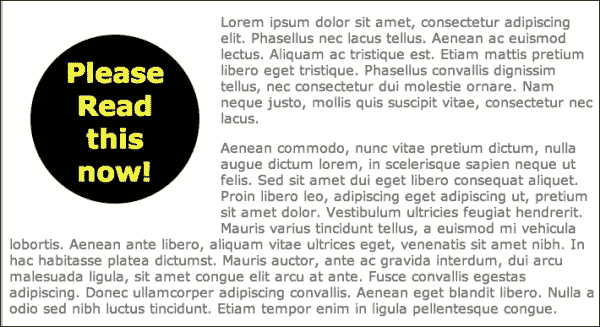 Please
Read
this
now!
Lorem ipsum dolor sit amet, consectetur adipiscing
elit. Phasellus nec lacus tellus. Aenean ac euismod
lectus. Aliquam ac tristique est. Etiam mattis pretium
libero eget tristique. Phasellus convallis dignissim
tellus, nec consectetur dui molestie ornare. Nam
neque justo, mollis quis suscipit vitae, consectetur nec
lacus.
Aenean commodo, nunc vitae pretium dictum, nulla
augue dictum lorem, in scelerisque sapien neque ut
felis. Sed sit amet dui eget libero consequat aliquet.
Proin libero leo, adipiscing eget adipiscing ut, pretium
sit amet dolor. Vestibulum ultricies feugiat hendrerit.
Mauris varius tincidunt tellus, a euismod mi vehicula
lobortis. Aenean ante libero, aliquam vitae ultrices eget, venenatis sit amet nibh. In
hac habitasse platea dictumst. Mauris auctor, ante ac gravida interdum, dui arcu
malesuada ligula, sit amet congue elit arcu at ante. Fusce convallis egestas
adipiscing. Donec ullamcorper adipiscing convallis. Aenean eget blandit libero. Nulla a
odio sed nibh luctus tincidunt. Etiam tempor enim in ligula pellentesque congue.